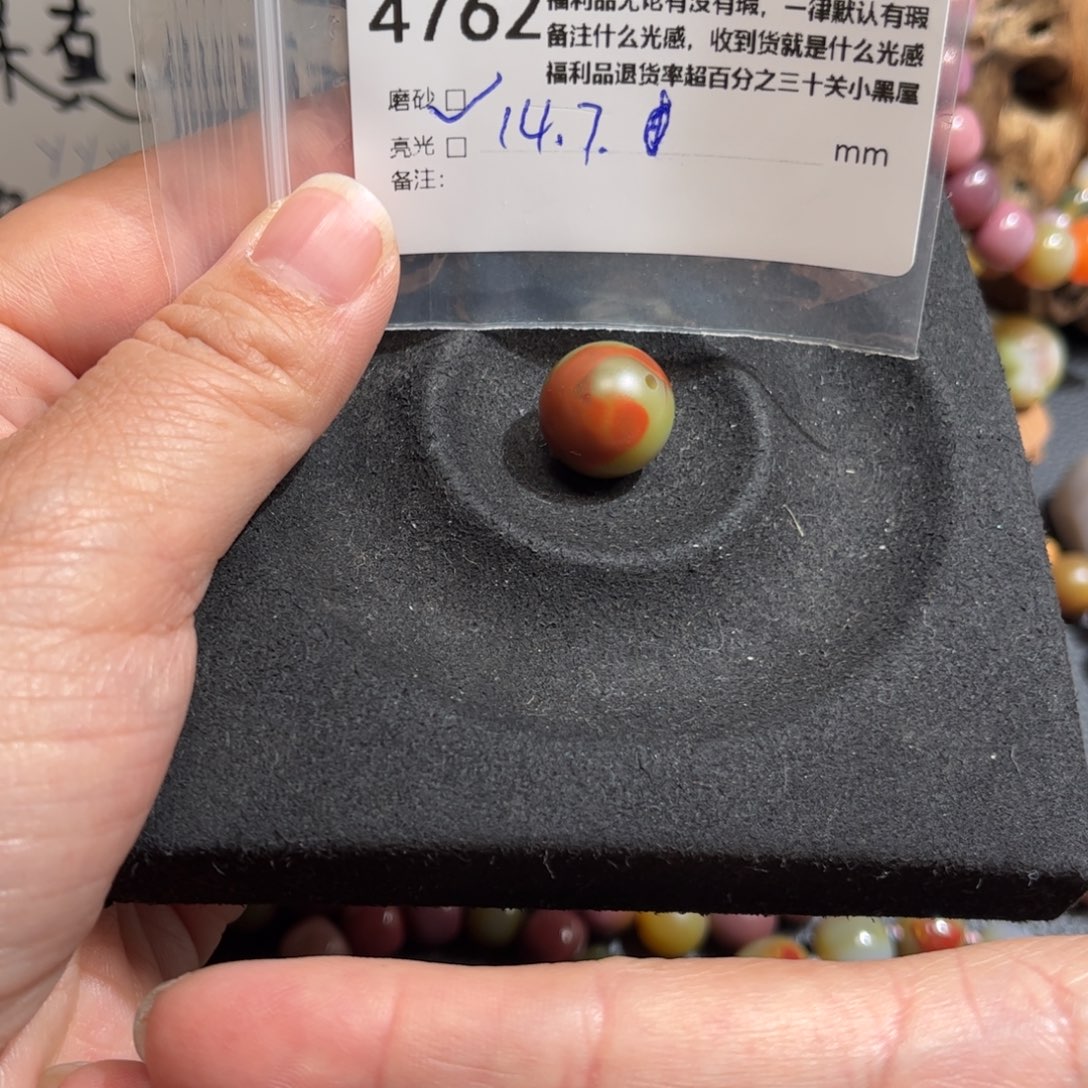 4762
福利品无论有没有瑕，一律默认有瑕
备注什么光感，收到货就是什么光感
福利品退货率超百分之三十关小黑屋
磨砂□✓ 14.7.
亮光□ mm
备注：